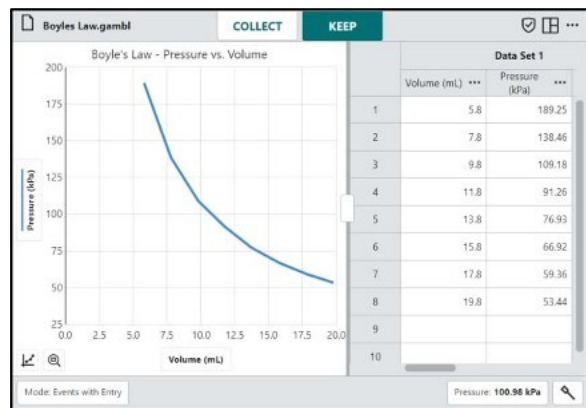 Boyles Law.gambl
COLLECT
KEEP
Boyle's Law - Pressure vs. Volume
200
175
150
125
100
75
50
25
0.0 2.5 5.0 7.5 10.0 12.5 15.0 17.5 20.0
Pressure (kPa)
Volume (mL)
Data Set 1
Volume (mL) Pressure (kPa)
1 5.8 189.25
2 7.8 138.46
3 9.8 109.18
4 11.8 91.26
5 13.8 76.93
6 15.8 66.92
7 17.8 59.36
8 19.8 53.44
9
10
Mode: Events with Entry
Pressure: 100.98 kPa